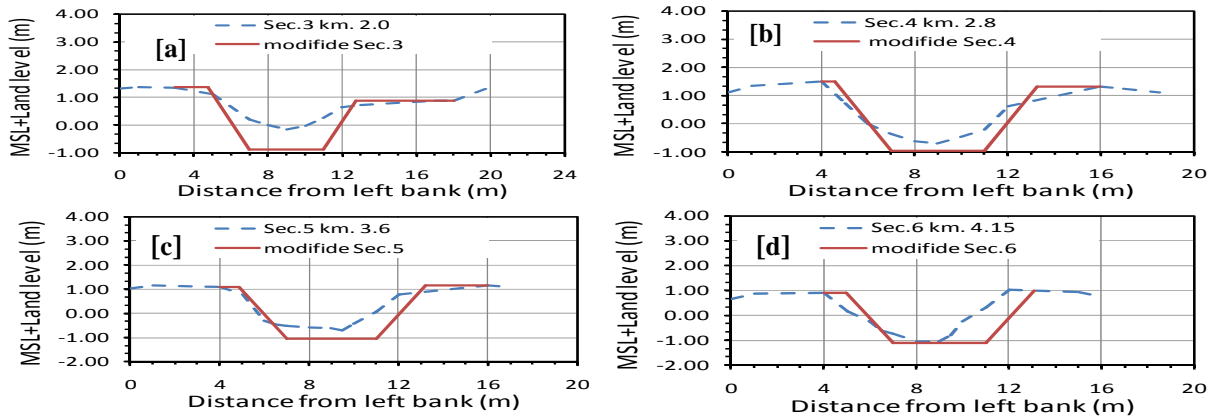 [a]
Sec.3 km. 2.0
modifide Sec.3
MSL+Land level (m)
4.00
3.00
2.00
1.00
0.00
-1.00
0 4 8 12 16 20 24
Distance from left bank (m)
[b]
Sec.4 km. 2.8
modifide Sec.4
MSL+Land level (m)
4.00
3.00
2.00
1.00
0.00
-1.00
0 4 8 12 16 20
Distance from left bank (m)
[c]
Sec.5 km. 3.6
modifide Sec.5
MSL+Land level (m)
4.00
3.00
2.00
1.00
0.00
-1.00
-2.00
0 4 8 12 16 20
Distance from left bank (m)
[d]
Sec.6 km. 4.15
modifide Sec.6
MSL+Land level (m)
4.00
3.00
2.00
1.00
0.00
-1.00
-2.00
0 4 8 12 16 20
Distance from left bank (m)